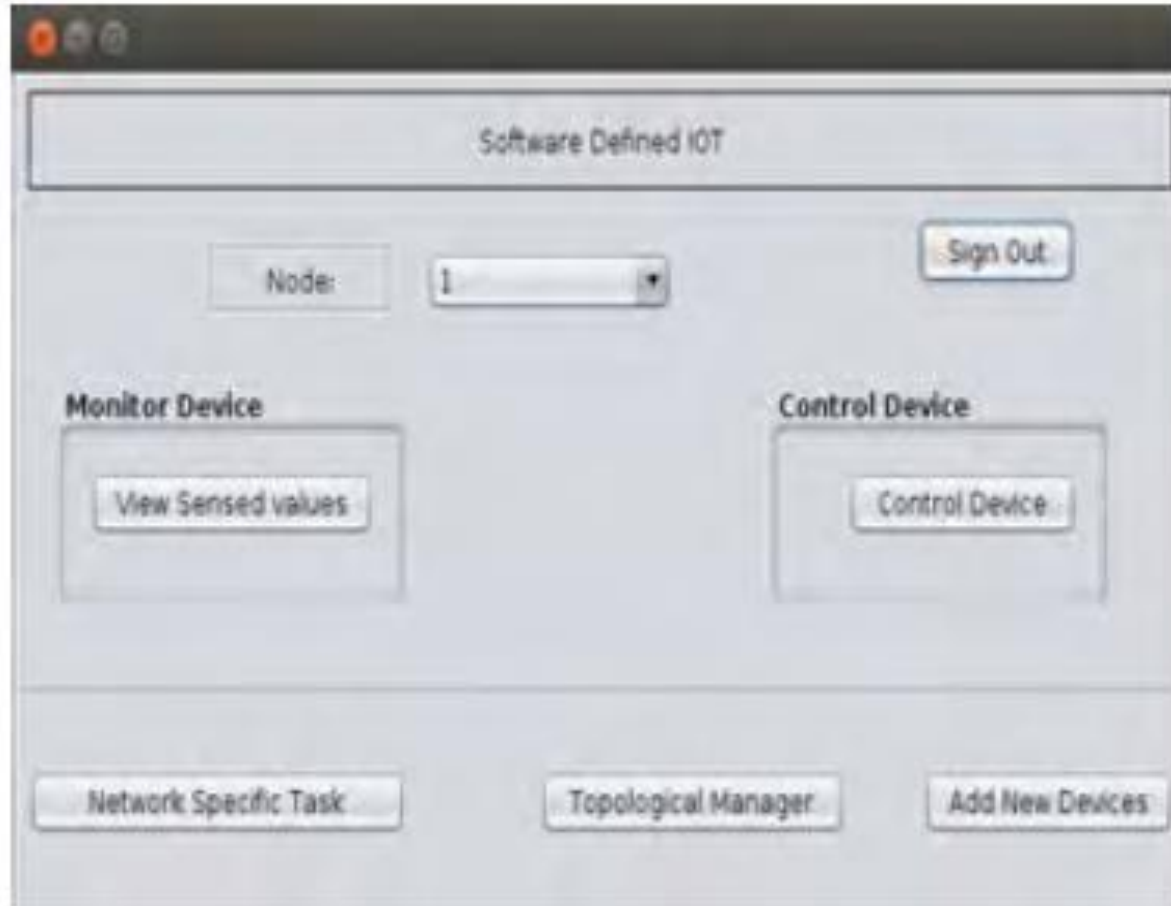 Software Defined IOT
Node:
1
Sign Out
Monitor Device
Control Device
View Sensed values
Control Device
Network Specific Task
Topological Manager
Add New Devices